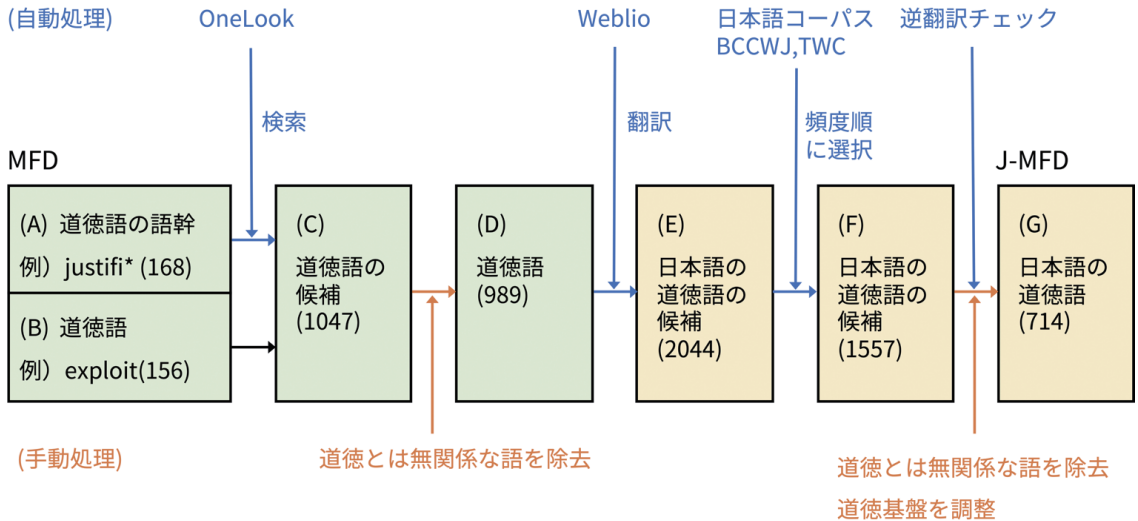 (自動処理)
OneLook
Weblio
日本語コーパス
BCCWJ,TWC
逆翻訳チェック
検索
翻訳
頻度順
に選択
MFD
J-MFD
(A) 道徳語の語幹
例）justifi* (168)
(B) 道徳語
例）exploit(156)
(C)
道徳語の
候補
(1047)
(D)
道徳語
(989)
(E)
日本語の
道徳語の
候補
(2044)
(F)
日本語の
道徳語の
候補
(1557)
(G)
日本語の
道徳語
(714)
(手動処理)
道徳とは無関係な語を除去
道徳とは無関係な語を除去
道徳基盤を調整